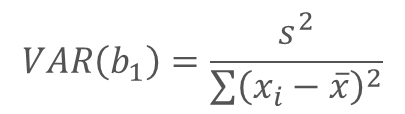 VAR(b₁) = s² / ∑(xᵢ − x̄)²